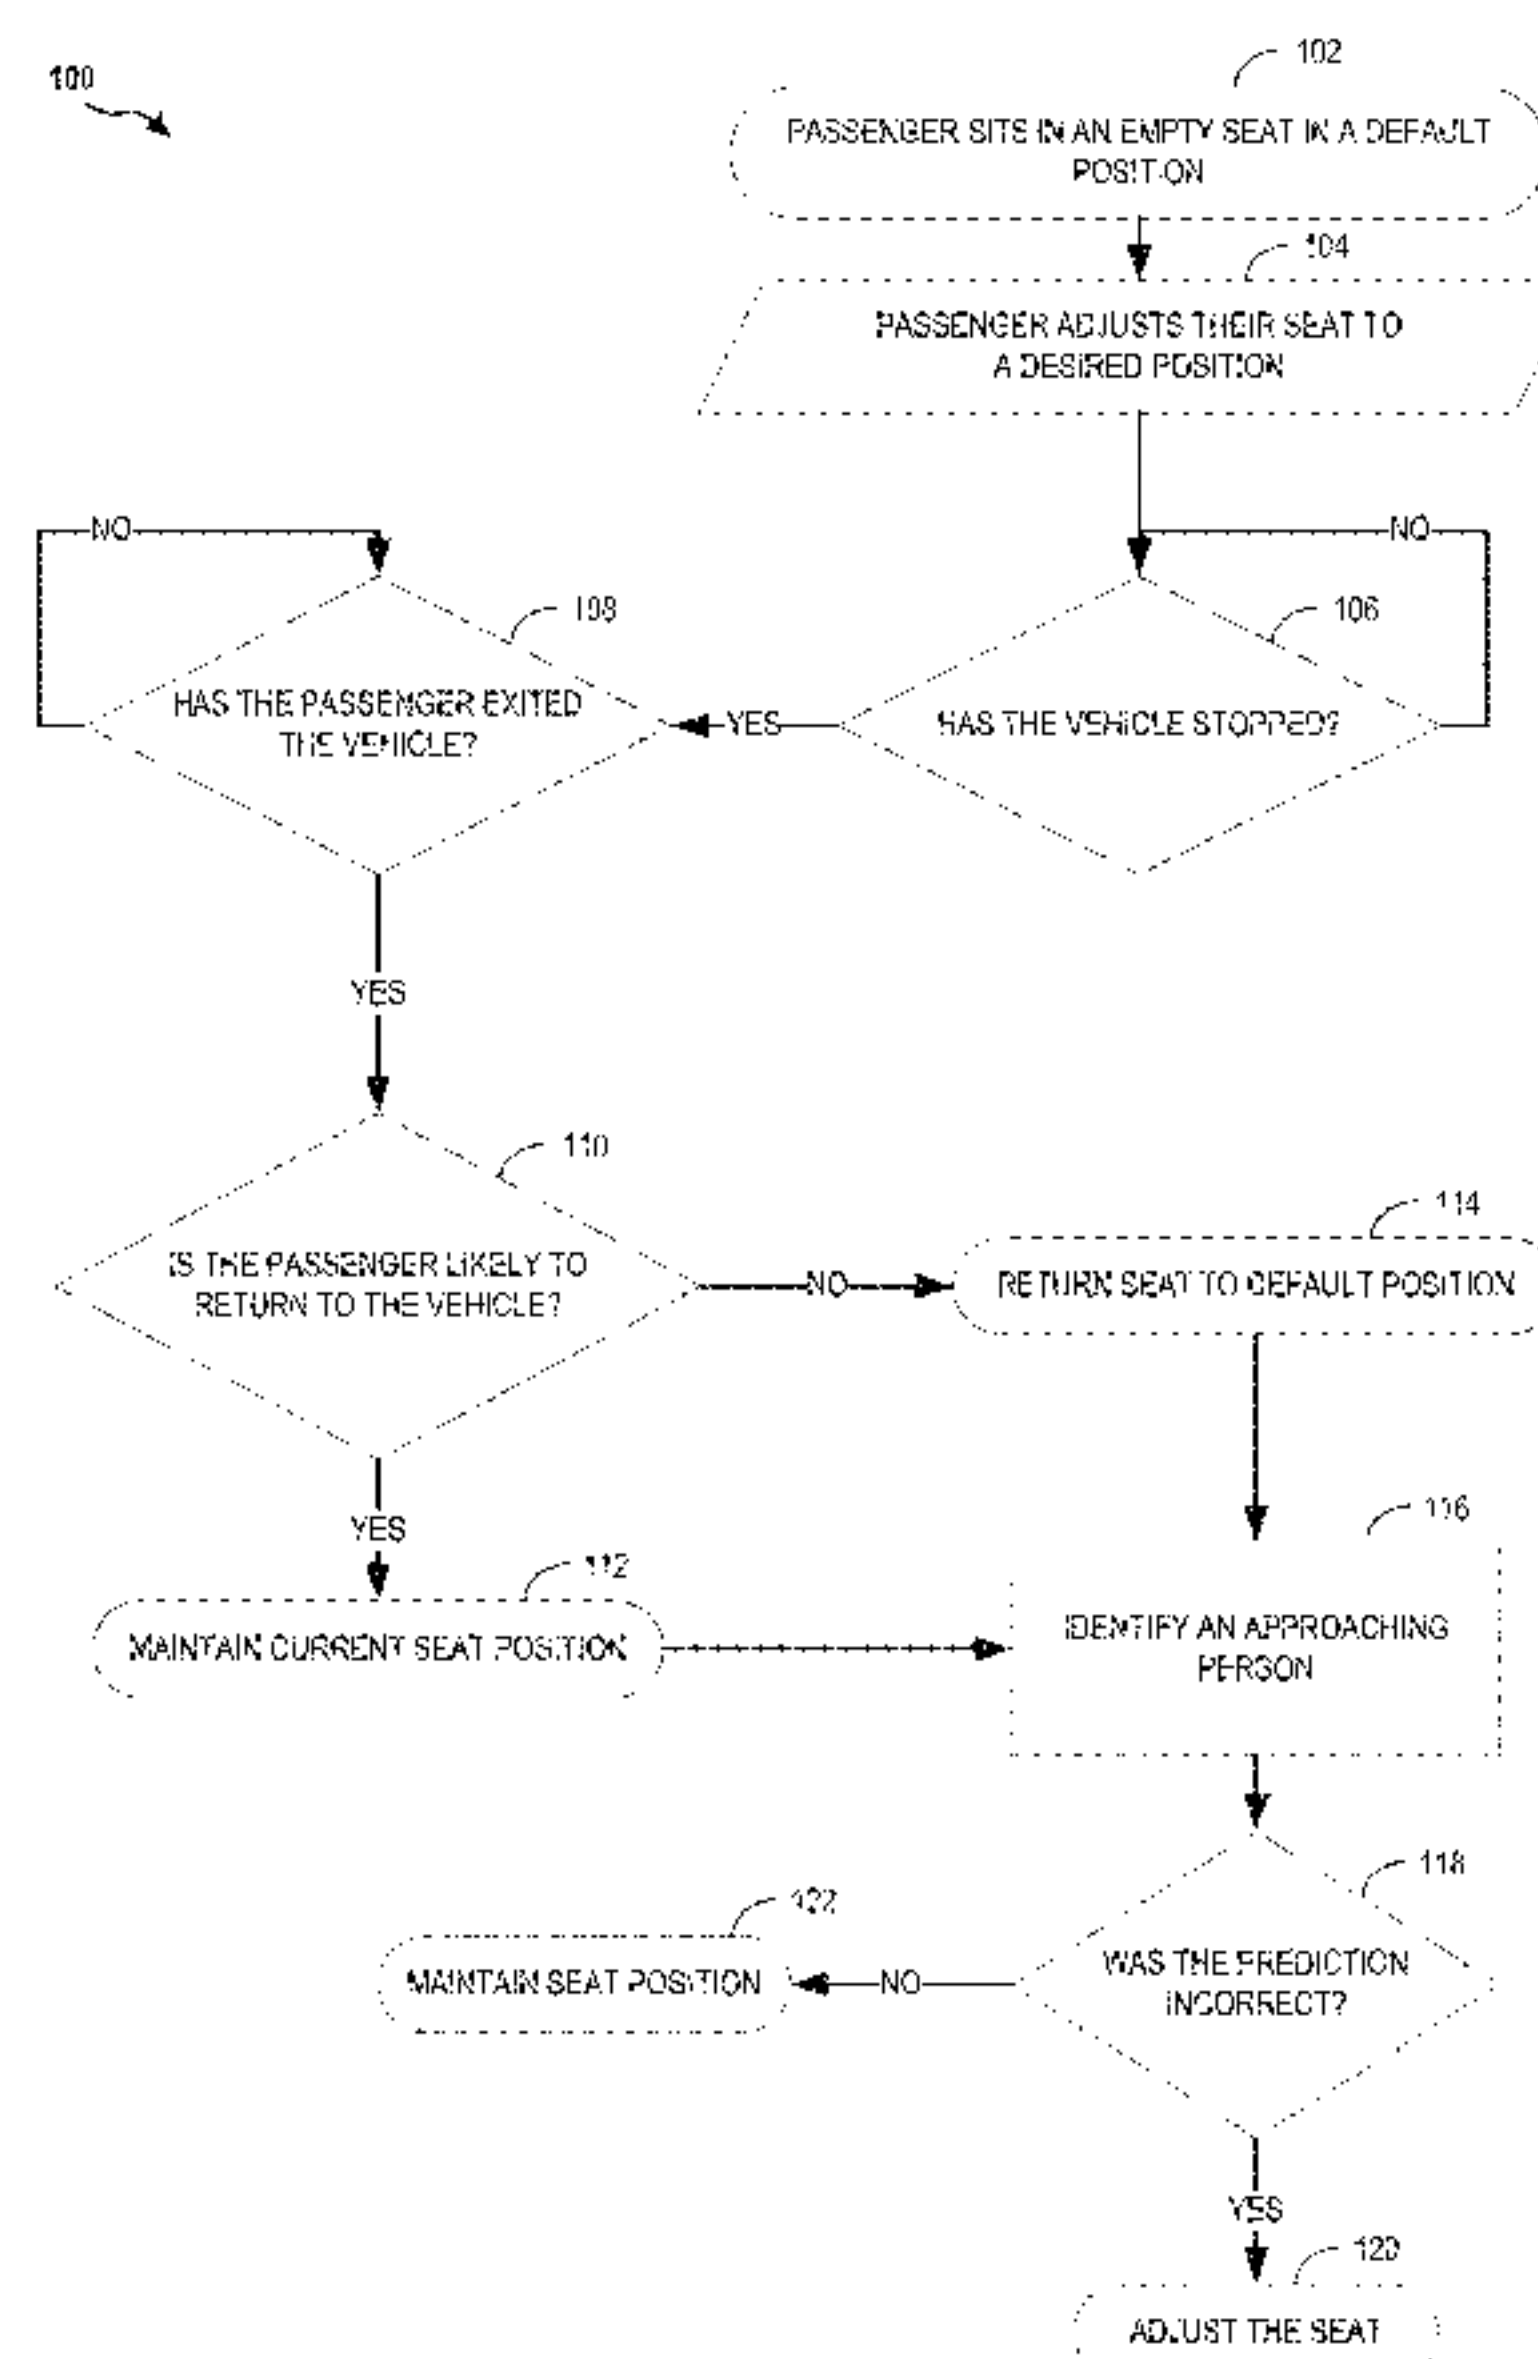 100
102
PASSENGER SITS IN AN EMPTY SEAT IN A DEFAULT
POSITION
104
PASSENGER ADJUSTS THEIR SEAT TO
A DESIRED POSITION
NO
NO
108
106
HAS THE PASSENGER EXITED
THE VEHICLE?
YES
HAS THE VEHICLE STOPPED?
YES
110
IS THE PASSENGER LIKELY TO
RETURN TO THE VEHICLE?
NO
114
RETURN SEAT TO DEFAULT POSITION
YES
112
MAINTAIN CURRENT SEAT POSITION
116
IDENTIFY AN APPROACHING
PERSON
118
WAS THE PREDICTION
INCORRECT?
NO
122
MAINTAIN SEAT POSITION
YES
120
ADJUST THE SEAT